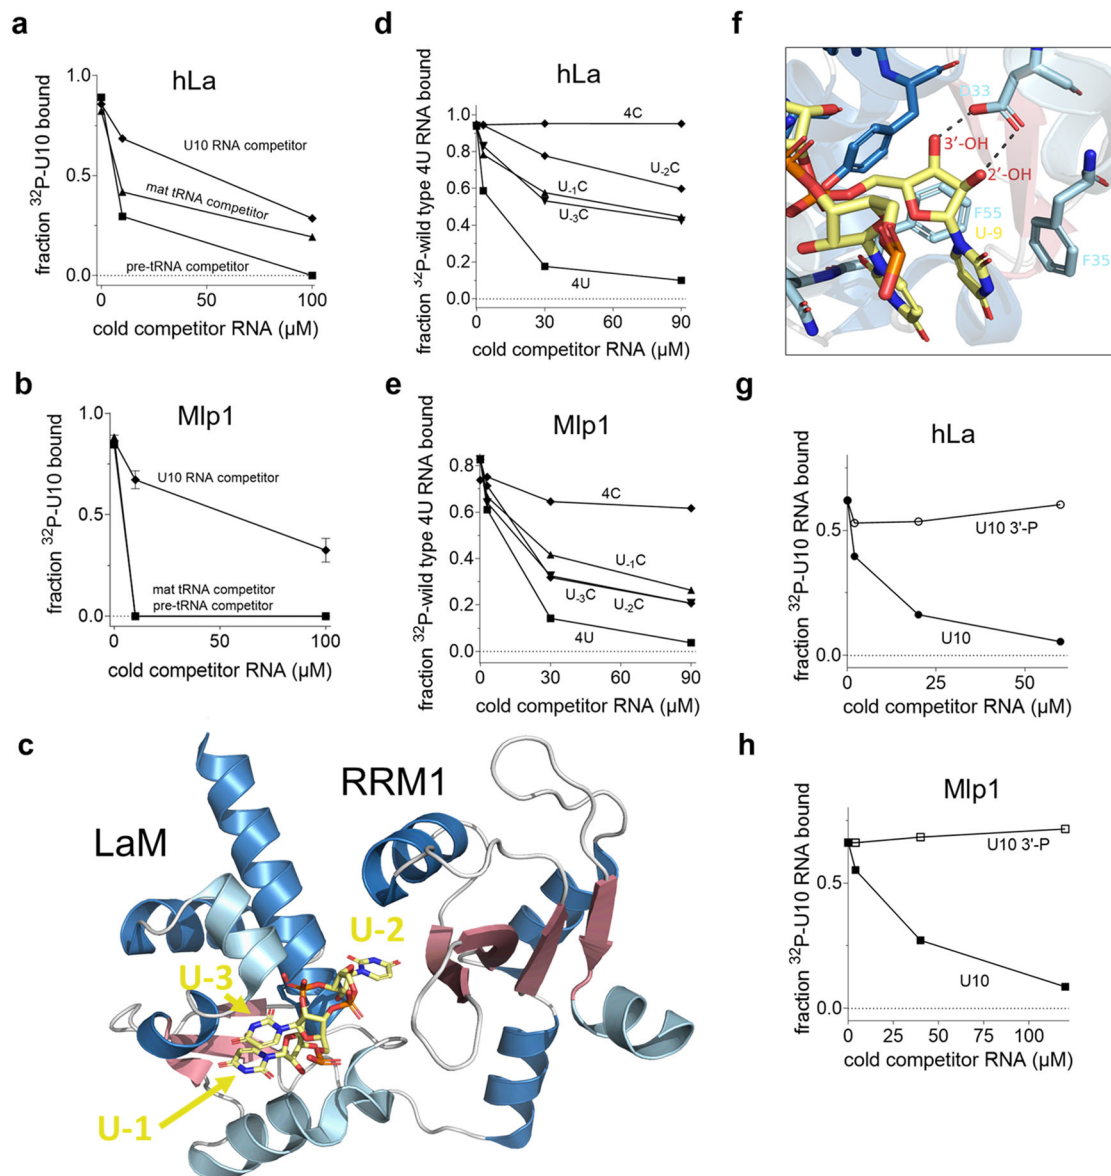 a
hLa
fraction 32P-U10 bound
1.0
0.5
0.0
U10 RNA competitor
mat tRNA competitor
pre-tRNA competitor
0
50
100
cold competitor RNA (µM)
b
Mlp1
fraction 32P-U10 bound
1.0
0.5
0.0
U10 RNA competitor
mat tRNA competitor
pre-tRNA competitor
0
50
100
cold competitor RNA (µM)
c
LaM
RRM1
U-2
U-3
U-1
d
hLa
fraction 32P-wild type 4U RNA bound
1.0
0.8
0.6
0.4
0.2
0.0
4C
U-2C
U-1C
U-3C
4U
0
30
60
90
cold competitor RNA (µM)
e
Mlp1
fraction 32P-wild type 4U RNA bound
0.8
0.6
0.4
0.2
0.0
4C
U-1C
U-3C
U-2C
4U
0
30
60
90
cold competitor RNA (µM)
f
D33
3'-OH
2'-OH
F55
U-9
F35
g
hLa
fraction 32P-U10 RNA bound
0.5
0.0
U10 3'-P
U10
0
25
50
cold competitor RNA (µM)
h
Mlp1
fraction 32P-U10 RNA bound
0.5
0.0
U10 3'-P
U10
0
25
50
75
100
cold competitor RNA (µM)